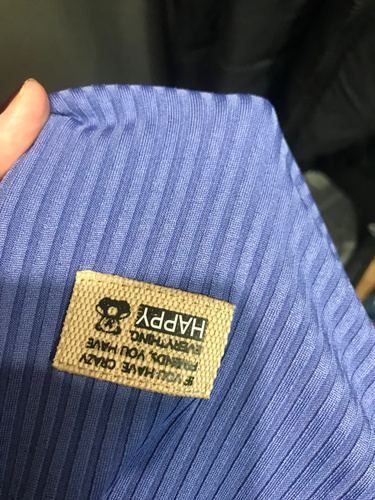 IF YOU HAVE CRAZY
FRIENDS, YOU HAVE
EVERYTHING
HAPPY